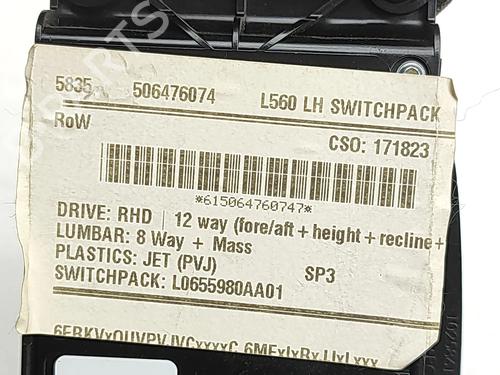 5835 506476074 L560 LH SWITCHPACK
RoW
CSO: 171823
*615064760747*
DRIVE: RHD | 12 way (fore/aft + height + recline+
LUMBAR: 8 Way + Mass
PLASTICS: JET (PVJ) SP3
SWITCHPACK: L0655980AA01